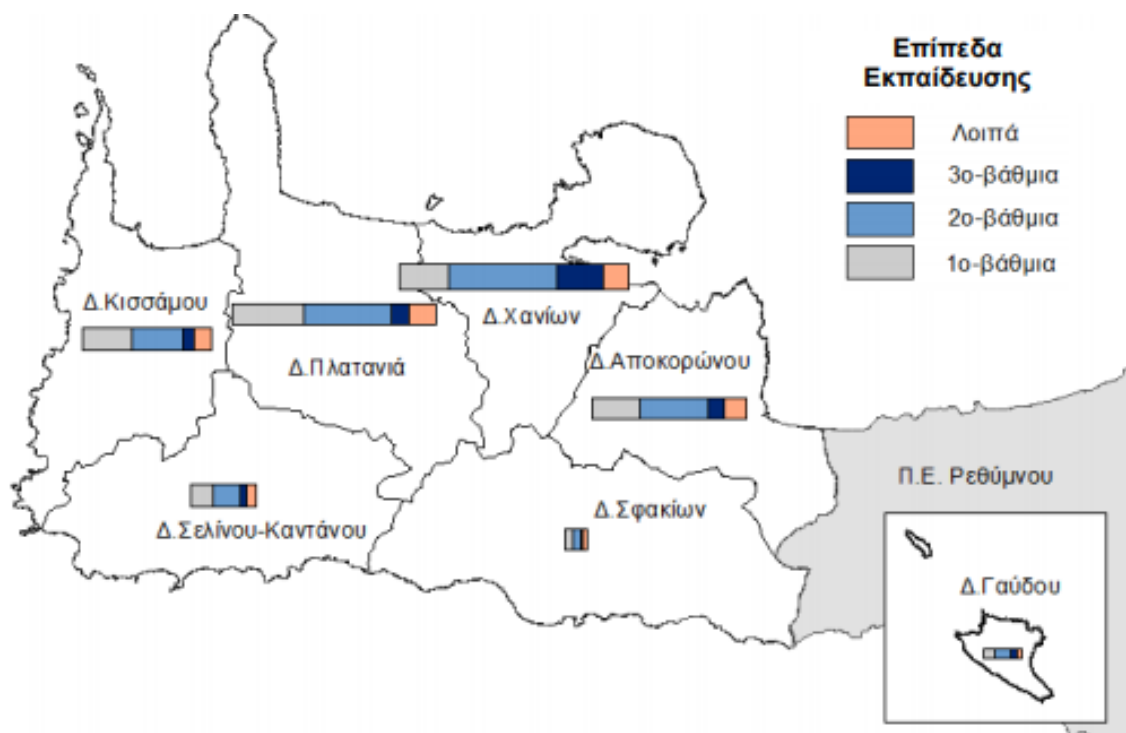 Επίπεδα
Εκπαίδευσης
Λοιπά
3ο-βάθμια
2ο-βάθμια
1ο-βάθμια
Δ.Κισσάμου
Δ.Πλατανιά
Δ.Χανίων
Δ.Αποκορώνου
Δ.Σελίνου-Καντάνου
Δ.Σφακίων
Π.Ε. Ρεθύμνου
Δ.Γαύδου